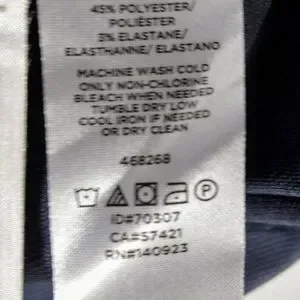 45% POLYESTER/
POLIÉSTER
3% ELASTANE/
ELASTHANNE/ ELASTANO
MACHINE WASH COLD
ONLY NON-CHLORINE
BLEACH WHEN NEEDED
TUMBLE DRY LOW
COOL IRON IF NEEDED
OR DRY CLEAN
468268
P
ID#70307
CA#57421
RN#140923